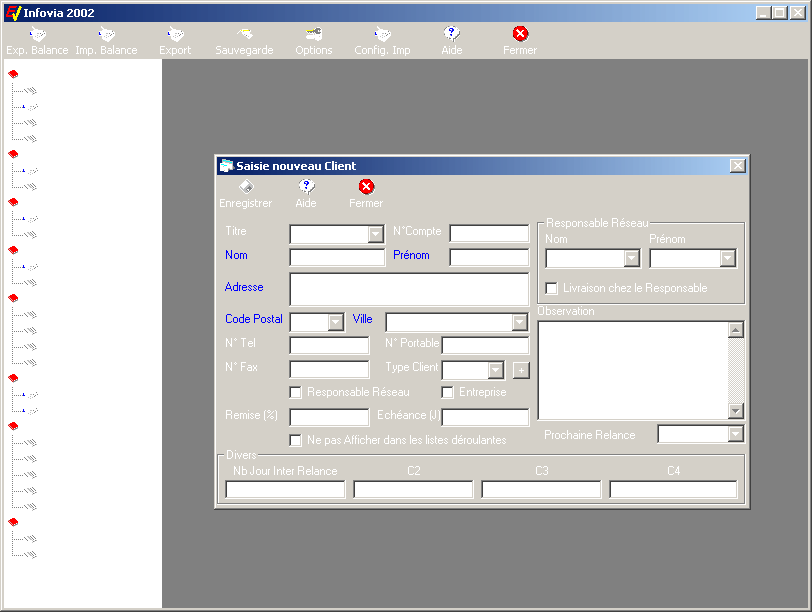 Infovia 2002
Exp. Balance Imp. Balance Export Sauvegarde Options Config. Imp Aide Fermer
Saisie nouveau Client
Enregistrer Aide Fermer
Titre N°Compte
Nom Prénom
Adresse
Code Postal Ville
N° Tel N° Portable
N° Fax Type Client +
Responsable Réseau Entreprise
Remise (%) Echéance (J
Ne pas Afficher dans les listes déroulantes
Responsable Réseau
Nom Prénom
Livraison chez le Responsable
Observation
Prochaine Relance
Divers
Nb Jour Inter Relance C2 C3 C4